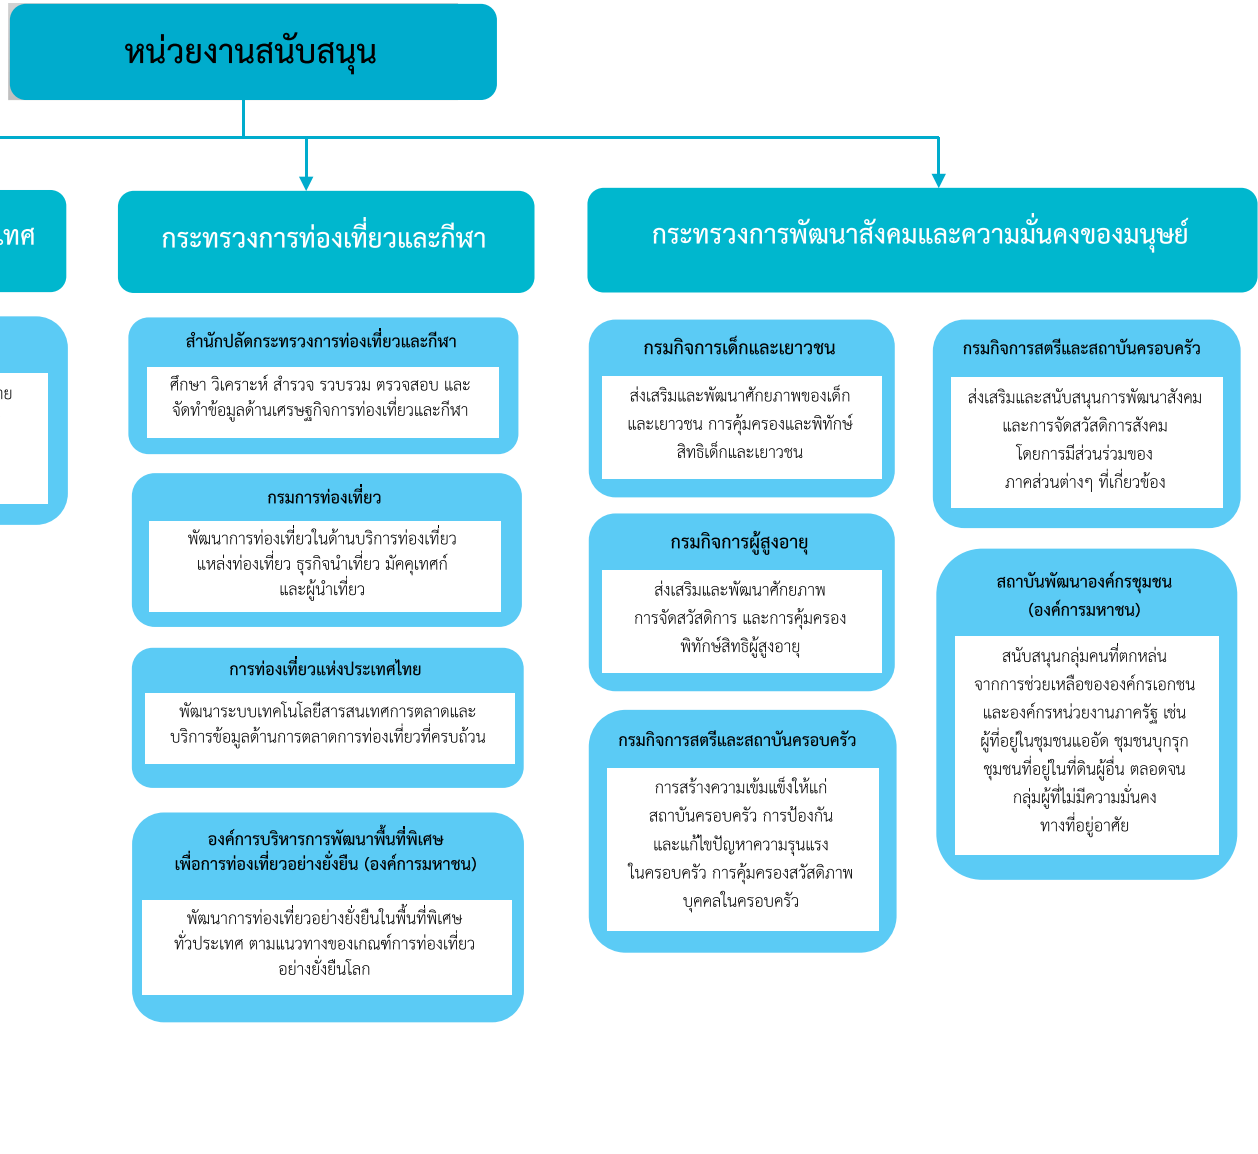 หน่วยงานสนับสนุน
กระทรวงการท่องเที่ยวและกีฬา
สำนักปลัดกระทรวงการท่องเที่ยวและกีฬา
ศึกษา วิเคราะห์ สำรวจ รวบรวม ตรวจสอบ และ
จัดทำข้อมูลด้านเศรษฐกิจการท่องเที่ยวและกีฬา
กรมการท่องเที่ยว
พัฒนาการท่องเที่ยวในด้านบริการท่องเที่ยว
แหล่งท่องเที่ยว ธุรกิจนำเที่ยว มัคคุเทศก์
และผู้นำเที่ยว
การท่องเที่ยวแห่งประเทศไทย
พัฒนาระบบเทคโนโลยีสารสนเทศการตลาดและ
บริการข้อมูลด้านการตลาดการท่องเที่ยวที่ครบถ้วน
องค์การบริหารการพัฒนาพื้นที่พิเศษ
เพื่อการท่องเที่ยวอย่างยั่งยืน (องค์การมหาชน)
พัฒนาการท่องเที่ยวอย่างยั่งยืนในพื้นที่พิเศษ
ทั่วประเทศ ตามแนวทางของเกณฑ์การท่องเที่ยว
อย่างยั่งยืนโลก
กระทรวงการพัฒนาสังคมและความมั่นคงของมนุษย์
กรมกิจการเด็กและเยาวชน
ส่งเสริมและพัฒนาศักยภาพของเด็ก
และเยาวชน การคุ้มครองและพิทักษ์
สิทธิเด็กและเยาวชน
กรมกิจการผู้สูงอายุ
ส่งเสริมและพัฒนาศักยภาพ
การจัดสวัสดิการ และการคุ้มครอง
พิทักษ์สิทธิผู้สูงอายุ
กรมกิจการสตรีและสถาบันครอบครัว
การสร้างความเข้มแข็งให้แก่
สถาบันครอบครัว การป้องกัน
และแก้ไขปัญหาความรุนแรง
ในครอบครัว การคุ้มครองสวัสดิภาพ
บุคคลในครอบครัว
กรมกิจการสตรีและสถาบันครอบครัว
ส่งเสริมและสนับสนุนการพัฒนาสังคม
และการจัดสวัสดิการสังคม
โดยการมีส่วนร่วมของ
ภาคส่วนต่างๆ ที่เกี่ยวข้อง
สถาบันพัฒนาองค์กรชุมชน
(องค์การมหาชน)
สนับสนุนกลุ่มคนที่ตกหล่น
จากการช่วยเหลือขององค์กรเอกชน
และองค์กรหน่วยงานภาครัฐ เช่น
ผู้ที่อยู่ในชุมชนแออัด ชุมชนบุกรุก
ชุมชนที่อยู่ในที่ดินผู้อื่น ตลอดจน
กลุ่มผู้ที่ไม่มีความมั่นคง
ทางที่อยู่อาศัย